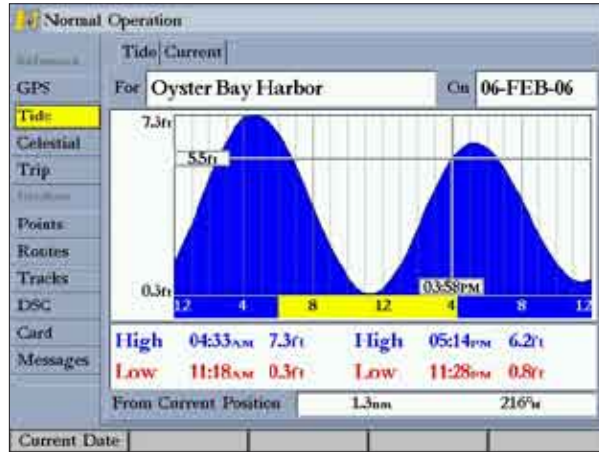 Normal Operation
Tide Current
GPS
For Oyster Bay Harbor On 06-FEB-06
Tide
Celestial
Trip
Points
Routes
Tracks
DSC
Card
Messages
7.3ft
5.5ft
0.3ft
03:58PM
12 4 8 12 4 8 12
High 04:33AM 7.3ft High 05:14PM 6.2ft
Low 11:18AM 0.3ft Low 11:28PM 0.8ft
From Current Position 1.3nm 216°M
Current Date